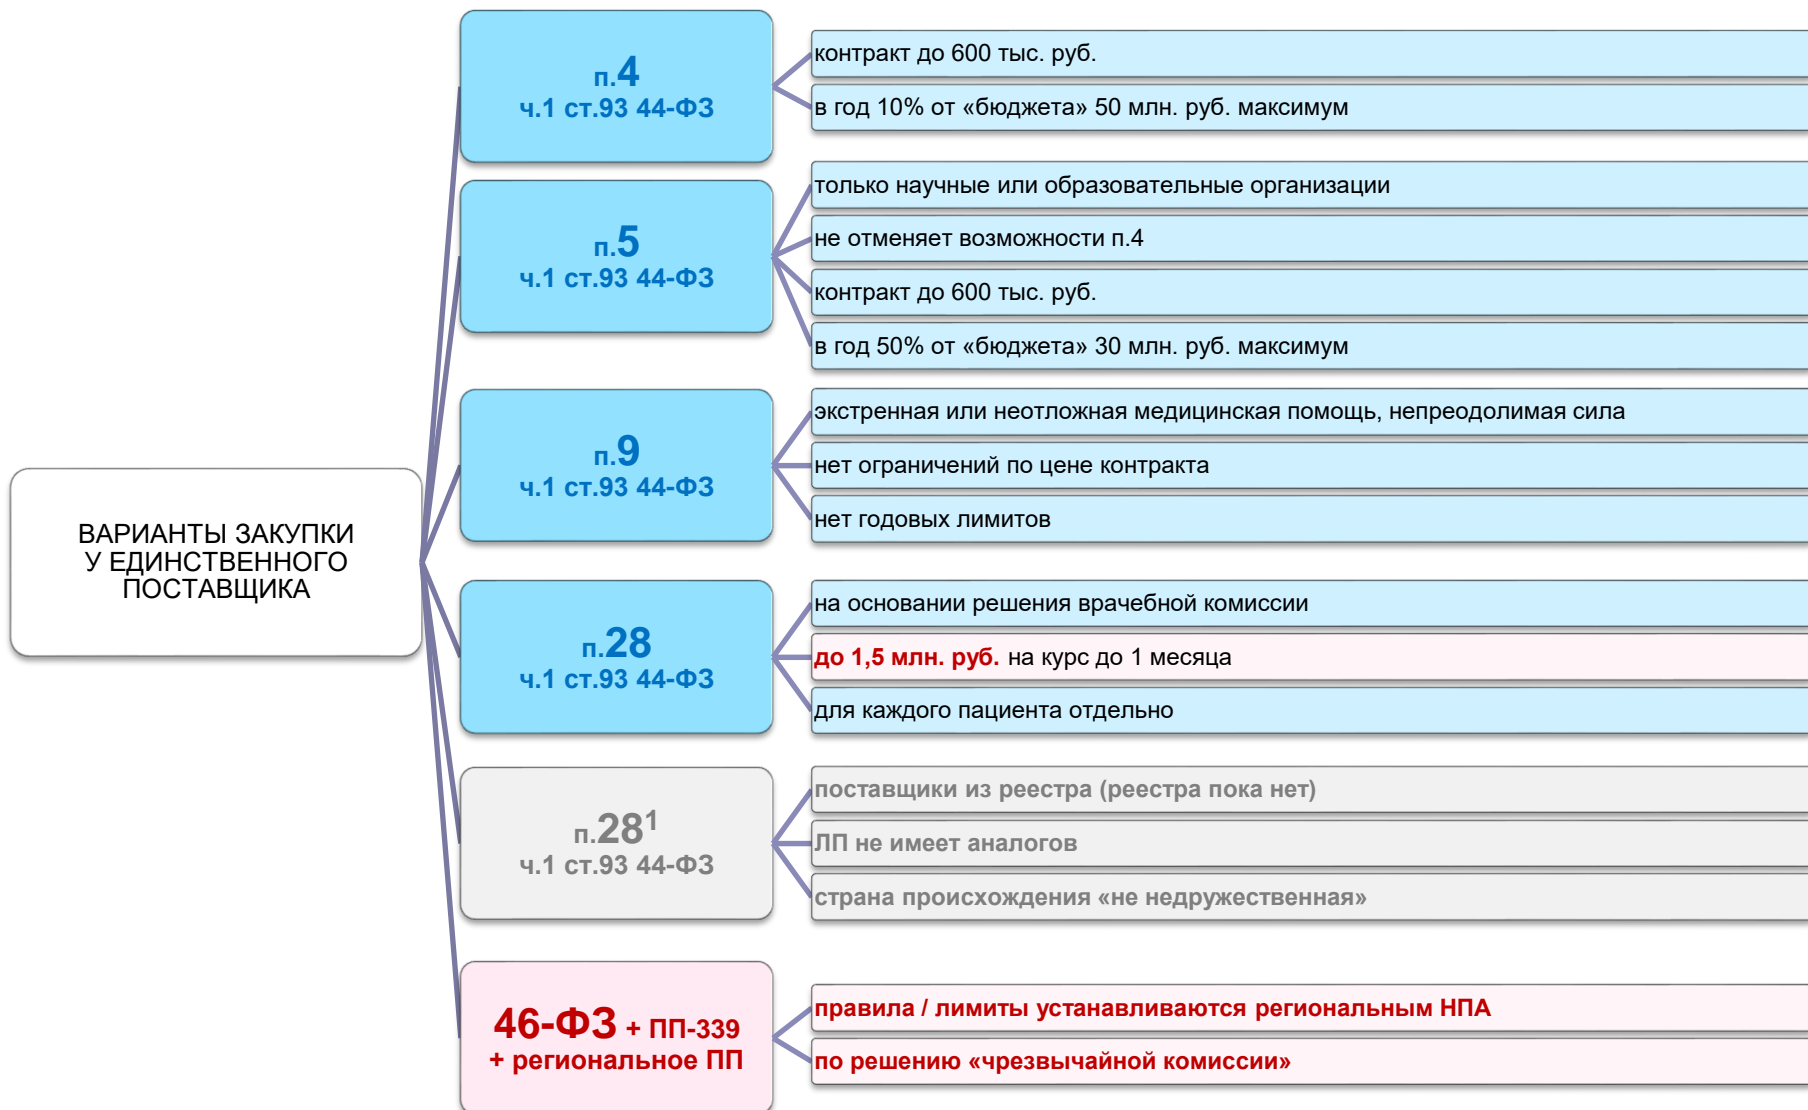 ВАРИАНТЫ ЗАКУПКИ
У ЕДИНСТВЕННОГО
ПОСТАВЩИКА
п.4
ч.1 ст.93 44-ФЗ
контракт до 600 тыс. руб.
в год 10% от «бюджета» 50 млн. руб. максимум
п.5
ч.1 ст.93 44-ФЗ
только научные или образовательные организации
не отменяет возможности п.4
контракт до 600 тыс. руб.
в год 50% от «бюджета» 30 млн. руб. максимум
п.9
ч.1 ст.93 44-ФЗ
экстренная или неотложная медицинская помощь, непреодолимая сила
нет ограничений по цене контракта
нет годовых лимитов
п.28
ч.1 ст.93 44-ФЗ
на основании решения врачебной комиссии
до 1,5 млн. руб. на курс до 1 месяца
для каждого пациента отдельно
п.28¹
ч.1 ст.93 44-ФЗ
поставщики из реестра (реестра пока нет)
ЛП не имеет аналогов
страна происхождения «не недружественная»
46-ФЗ + ПП-339
+ региональное ПП
правила / лимиты устанавливаются региональным НПА
по решению «чрезвычайной комиссии»